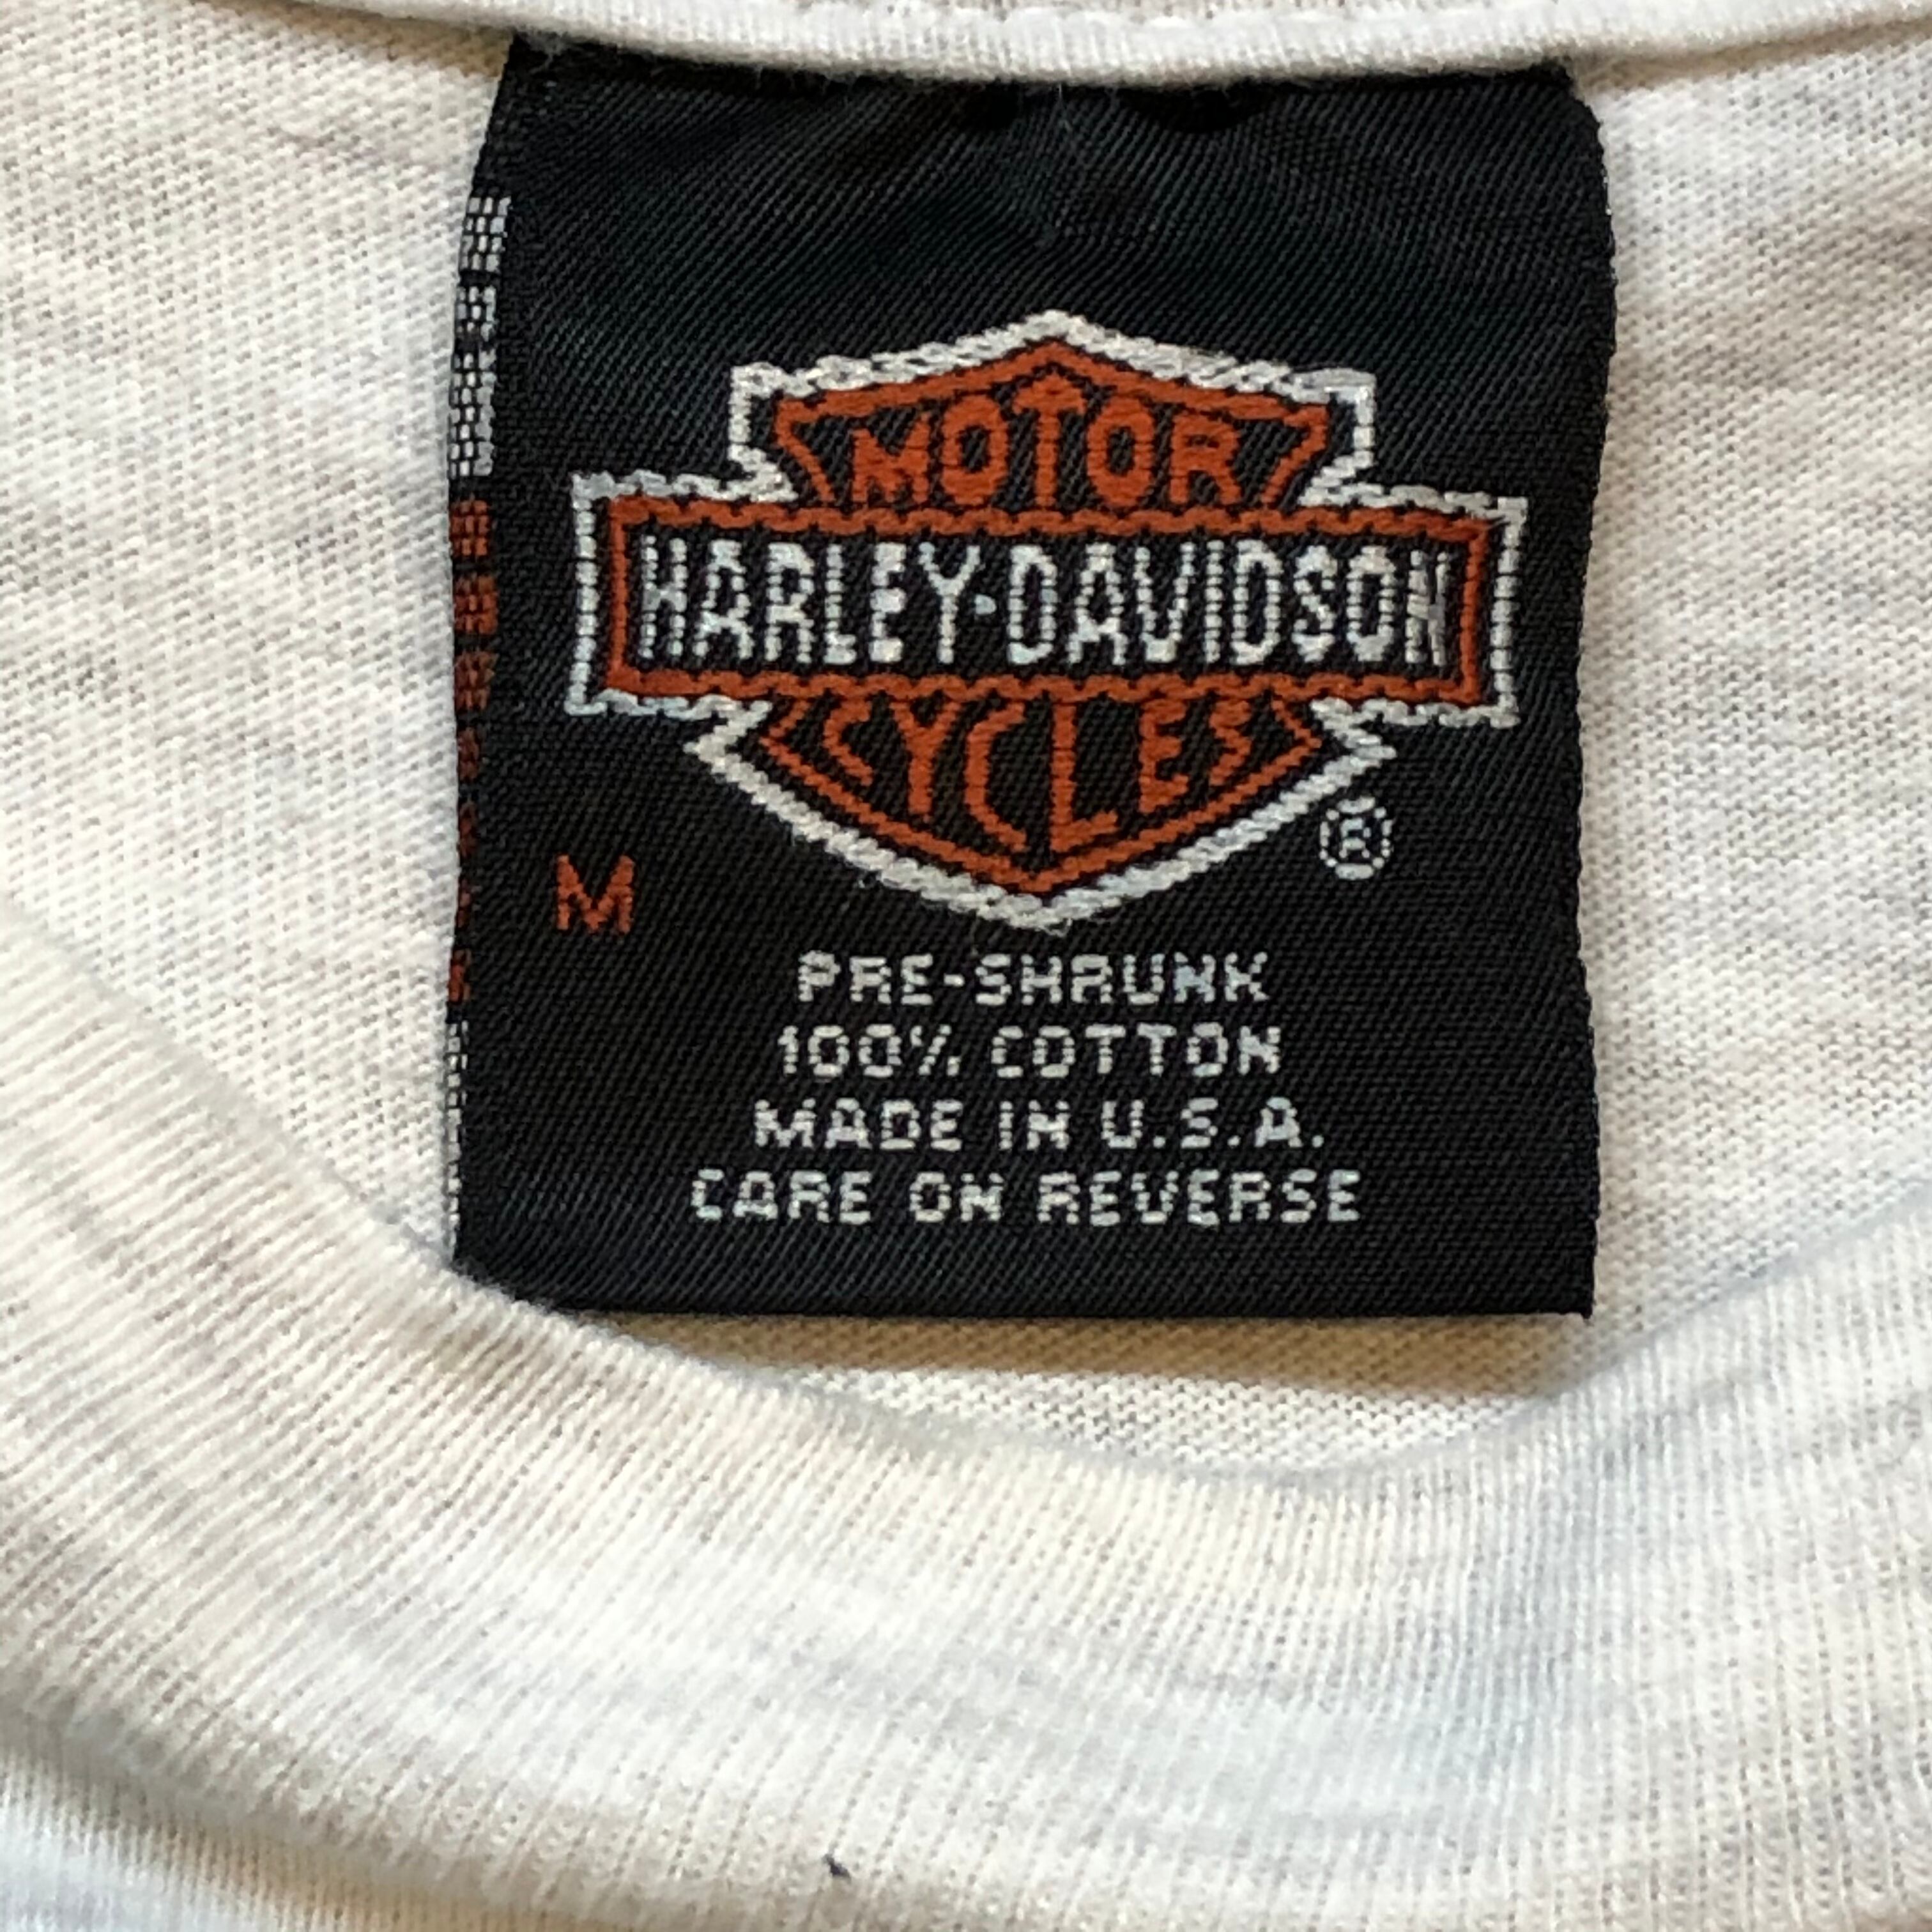 MOTOR
HARLEY-DAVIDSON
CYCLES
®
M
PRE-SHRUNK
100% COTTON
MADE IN U.S.A.
CARE ON REVERSE